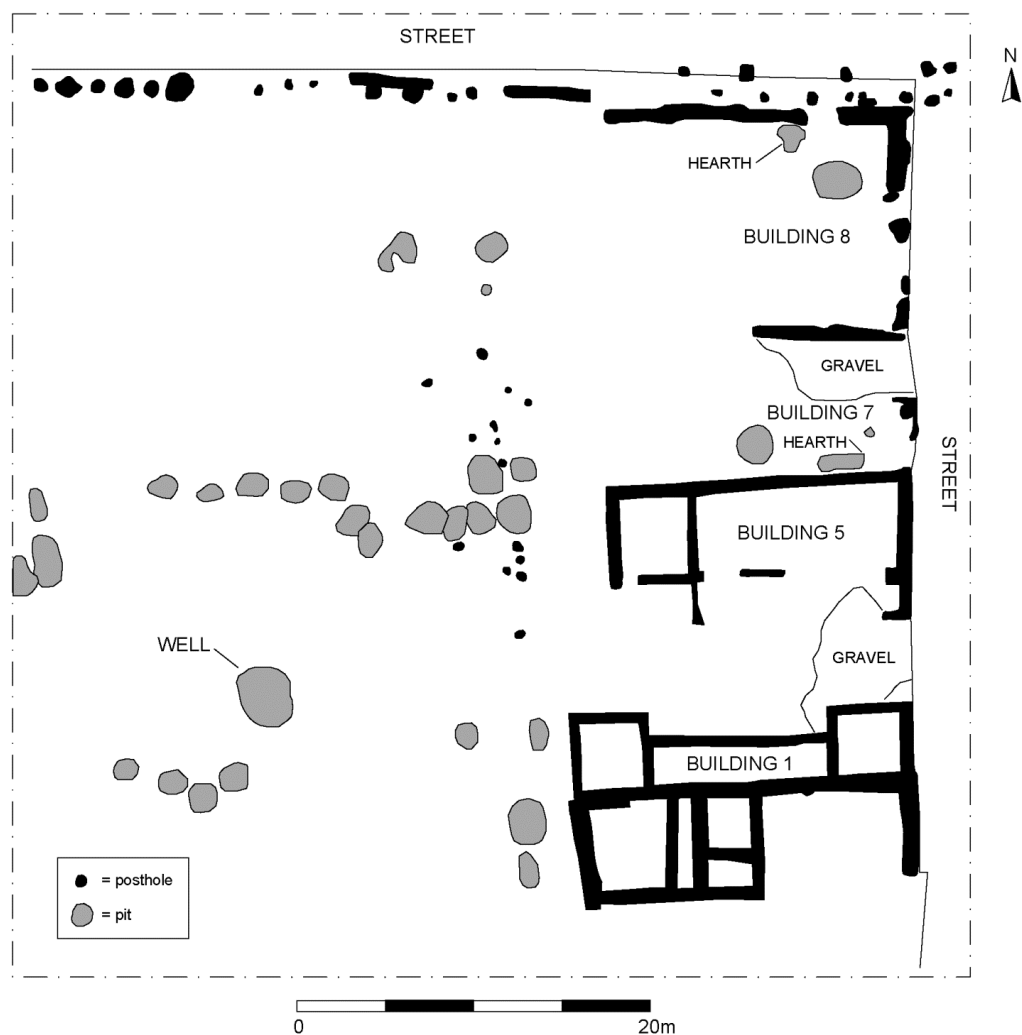 STREET
N
HEARTH
BUILDING 8
GRAVEL
BUILDING 7
HEARTH
STREET
BUILDING 5
WELL
GRAVEL
BUILDING 1
= posthole
= pit
0
20m